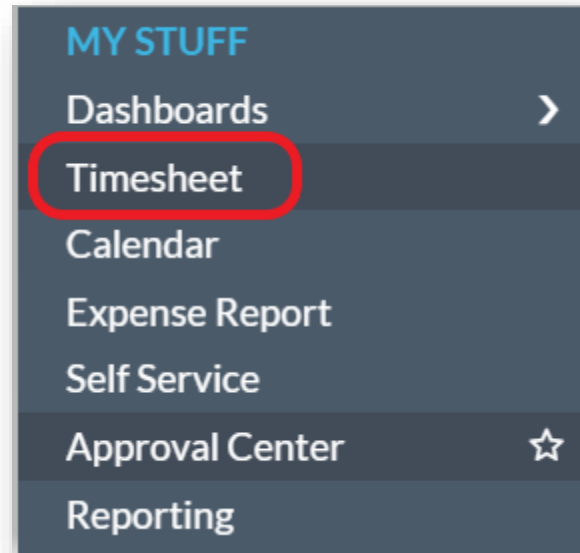 MY STUFF
Dashboards
Timesheet
Calendar
Expense Report
Self Service
Approval Center
Reporting